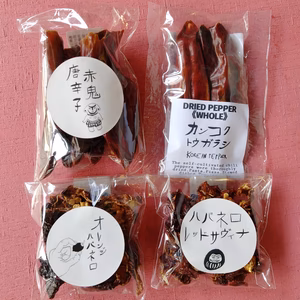 赤鬼
唐辛子
DRIED PEPPER
《WHOLE》
カンコク
トウガラシ
オレンジ
ハバネロ
ハバネロ
レッドサヴィナ